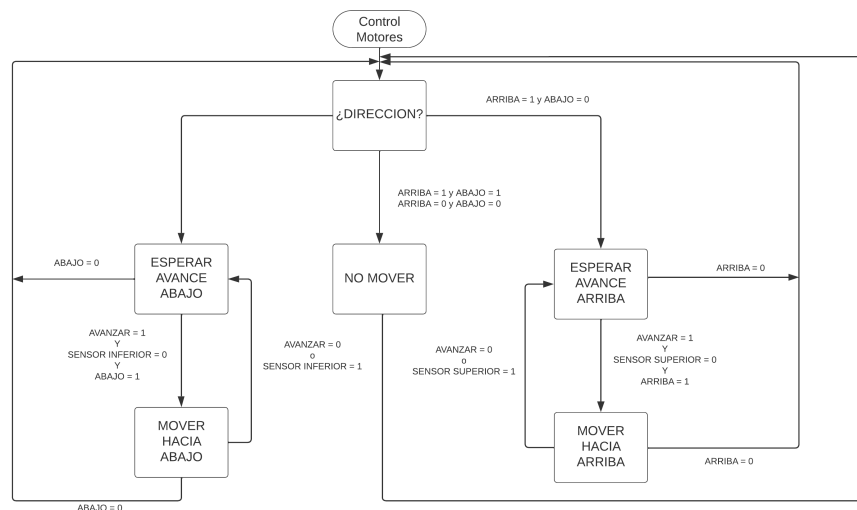 Control
Motores
¿DIRECCION?
ARRIBA = 1 y ABAJO = 0
ARRIBA = 1 y ABAJO = 1
ARRIBA = 0 y ABAJO = 0
ESPERAR
AVANCE
ABAJO
NO MOVER
ESPERAR
AVANCE
ARRIBA
ABAJO = 0
ARRIBA = 0
AVANZAR = 1
Y
SENSOR INFERIOR = 0
Y
ABAJO = 1
AVANZAR = 0
o
SENSOR INFERIOR = 1
AVANZAR = 0
o
SENSOR SUPERIOR = 1
AVANZAR = 1
Y
SENSOR SUPERIOR = 0
Y
ARRIBA = 1
MOVER
HACIA
ABAJO
MOVER
HACIA
ARRIBA
ARRIBA = 0
ABAJO = 0